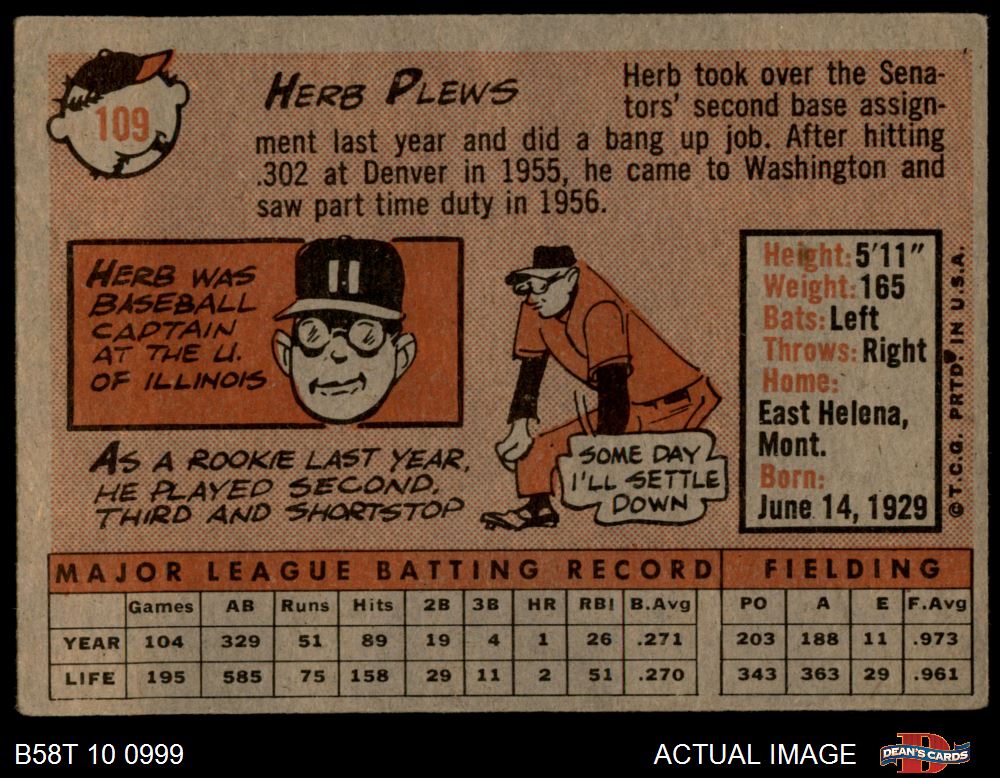 109
HERB PLEWS
Herb took over the Sena-
tors' second base assign-
ment last year and did a bang up job. After hitting
.302 at Denver in 1955, he came to Washington and
saw part time duty in 1956.
HERB WAS
BASEBALL
CAPTAIN
AT THE U.
OF ILLINOIS
AS A ROOKIE LAST YEAR,
HE PLAYED SECOND,
THIRD AND SHORTSTOP
SOME DAY
I'LL SETTLE
DOWN
Height: 5'11"
Weight: 165
Bats: Left
Throws: Right
Home:
East Helena,
Mont.
Born:
June 14, 1929
© T.C.G. PRTD. IN U.S.A.
MAJOR LEAGUE BATTING RECORD FIELDING
Games AB Runs Hits 2B 3B HR RBI B.Avg PO A E F.Avg
YEAR 104 329 51 89 19 4 1 26 .271 203 188 11 .973
LIFE 195 585 75 158 29 11 2 51 .270 343 363 29 .961
B58T 10 0999
ACTUAL IMAGE
D
DEAN'S CARDS